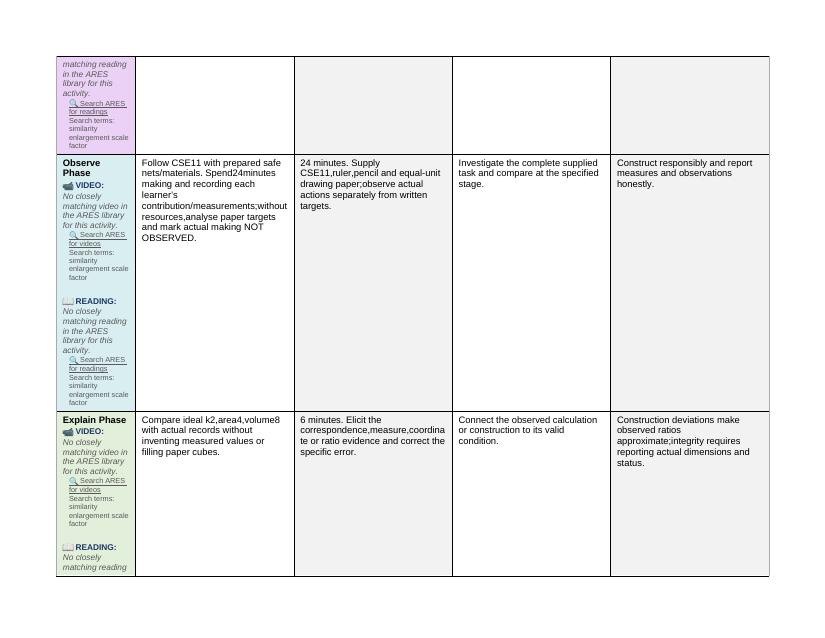 matching reading
in the ARES
library for this
activity.
🔍 Search ARES
for readings
Search terms:
similarity
enlargement scale
factor
Observe
Phase
📹 VIDEO:
No closely
matching video in
the ARES library
for this activity.
🔍 Search ARES
for videos
Search terms:
similarity
enlargement scale
factor
📖 READING:
No closely
matching reading
in the ARES
library for this
activity.
🔍 Search ARES
for readings
Search terms:
similarity
enlargement scale
factor
Follow CSE11 with prepared safe
nets/materials. Spend24minutes
making and recording each
learner's
contribution/measurements;without
resources,analyse paper targets
and mark actual making NOT
OBSERVED.
24 minutes. Supply
CSE11,ruler,pencil and equal-unit
drawing paper;observe actual
actions separately from written
targets.
Investigate the complete supplied
task and compare at the specified
stage.
Construct responsibly and report
measures and observations
honestly.
Explain Phase
📹 VIDEO:
No closely
matching video in
the ARES library
for this activity.
🔍 Search ARES
for videos
Search terms:
similarity
enlargement scale
factor
📖 READING:
No closely
matching reading
Compare ideal k2,area4,volume8
with actual records without
inventing measured values or
filling paper cubes.
6 minutes. Elicit the
correspondence,measure,coordina
te or ratio evidence and correct the
specific error.
Connect the observed calculation
or construction to its valid
condition.
Construction deviations make
observed ratios
approximate;integrity requires
reporting actual dimensions and
status.